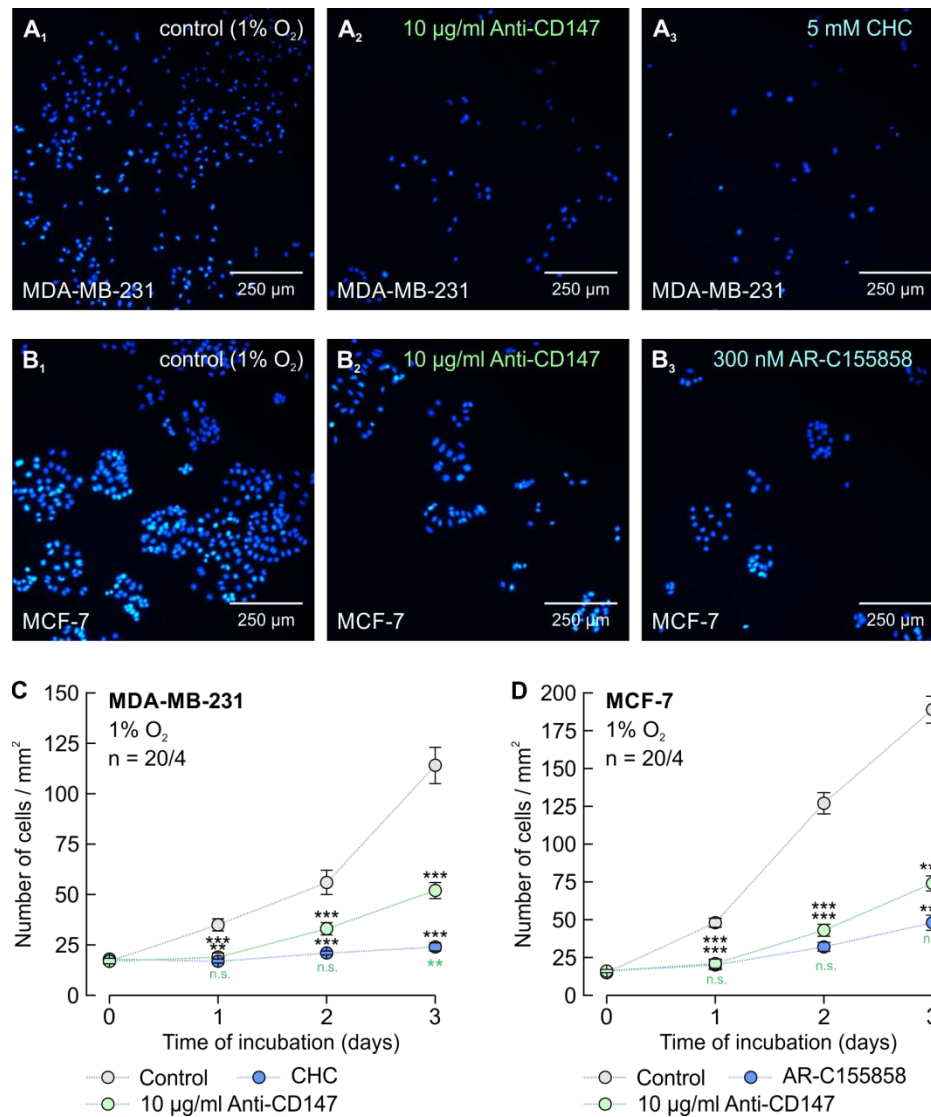 A₁ control (1% O₂)
A₂ 10 µg/ml Anti-CD147
A₃ 5 mM CHC
MDA-MB-231 250 µm
MDA-MB-231 250 µm
MDA-MB-231 250 µm
B₁ control (1% O₂)
B₂ 10 µg/ml Anti-CD147
B₃ 300 nM AR-C155858
MCF-7 250 µm
MCF-7 250 µm
MCF-7 250 µm
C MDA-MB-231
1% O₂
n = 20/4
Number of cells / mm²
150
125
100
75
50
25
0
***
***
***
***
***
**
n.s.
n.s.
**
0 1 2 3
Time of incubation (days)
Control CHC
10 µg/ml Anti-CD147
D MCF-7
1% O₂
n = 20/4
Number of cells / mm²
200
175
150
125
100
75
50
25
0
**
***
***
**
***
***
n.s.
n.s.
n
0 1 2 3
Time of incubation (days)
Control AR-C155858
10 µg/ml Anti-CD147